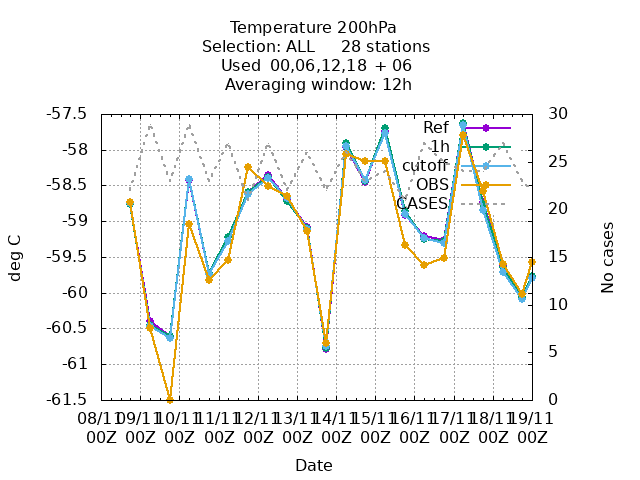 Temperature 200hPa
Selection: ALL 28 stations
Used 00,06,12,18 + 06
Averaging window: 12h
-57.5
-58
-58.5
-59
-59.5
-60
-60.5
-61
-61.5
deg C
30
25
20
15
10
5
0
No cases
Ref
1h
cutoff
OBS
CASES
08/11 09/11 10/11 11/11 12/11 13/11 14/11 15/11 16/11 17/11 18/11 19/11
00Z 00Z 00Z 00Z 00Z 00Z 00Z 00Z 00Z 00Z 00Z 00Z
Date